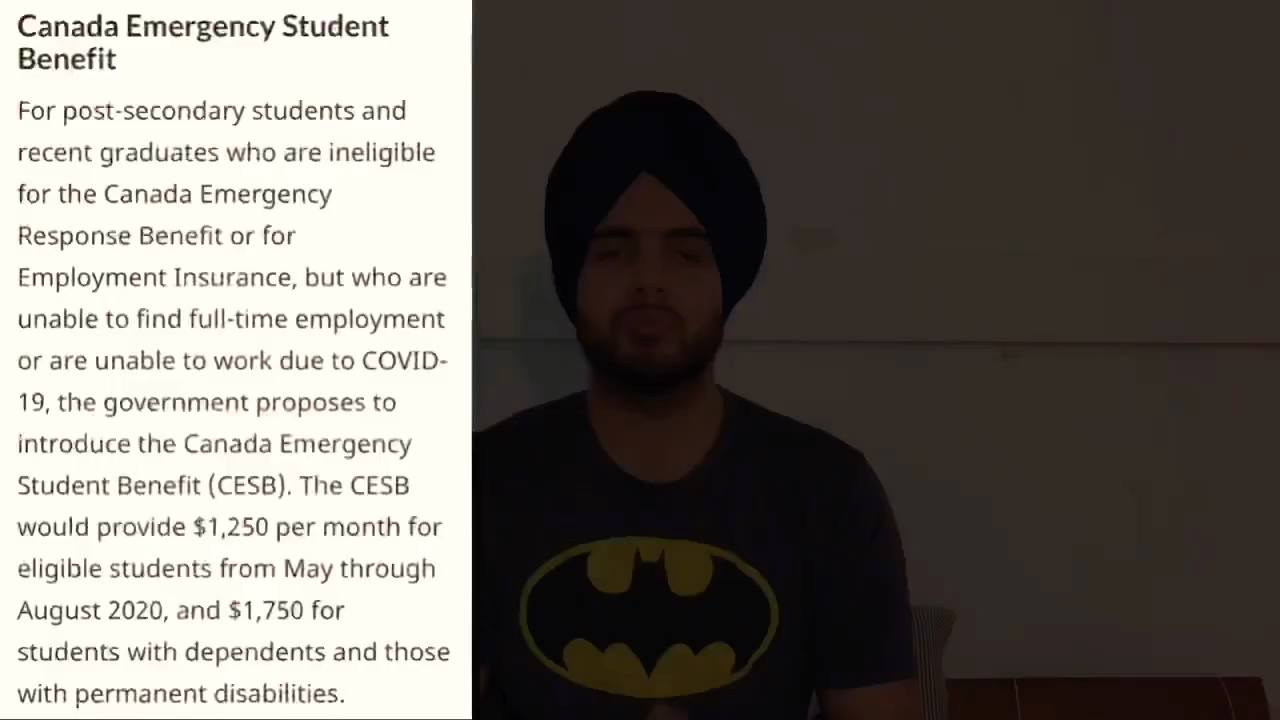 Canada Emergency Student
Benefit
For post-secondary students and
recent graduates who are ineligible
for the Canada Emergency
Response Benefit or for
Employment Insurance, but who are
unable to find full-time employment
or are unable to work due to COVID-
19, the government proposes to
introduce the Canada Emergency
Student Benefit (CESB). The CESB
would provide $1,250 per month for
eligible students from May through
August 2020, and $1,750 for
students with dependents and those
with permanent disabilities.